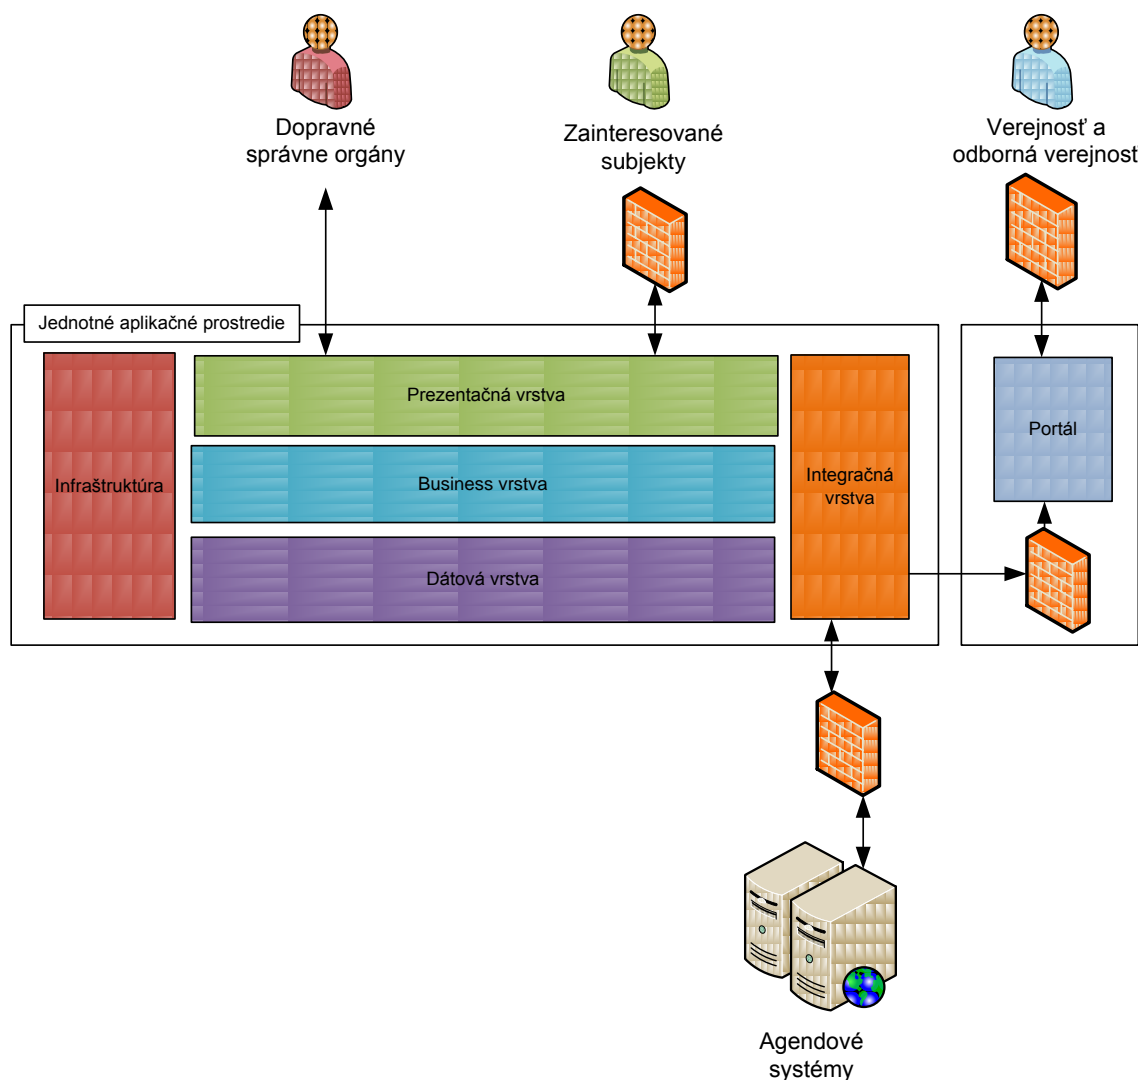 Dopravné
správne orgány
Zainteresované
subjekty
Verejnosť a
odborná verejnosť
Jednotné aplikačné prostredie
Infraštruktúra
Prezentačná vrstva
Business vrstva
Dátová vrstva
Integračná
vrstva
Portál
Agendové
systémy